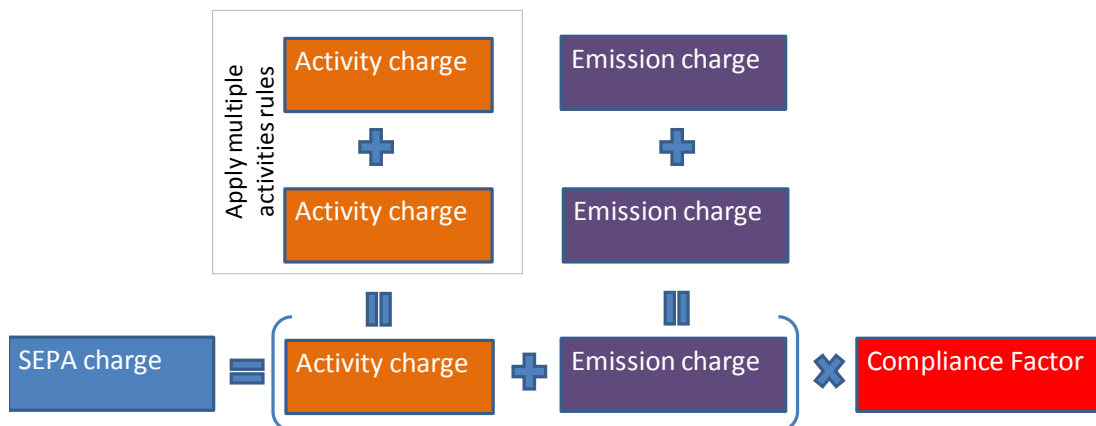 Apply multiple
activities rules
Activity charge
Emission charge
Activity charge
Emission charge
SEPA charge
Activity charge
Emission charge
Compliance Factor